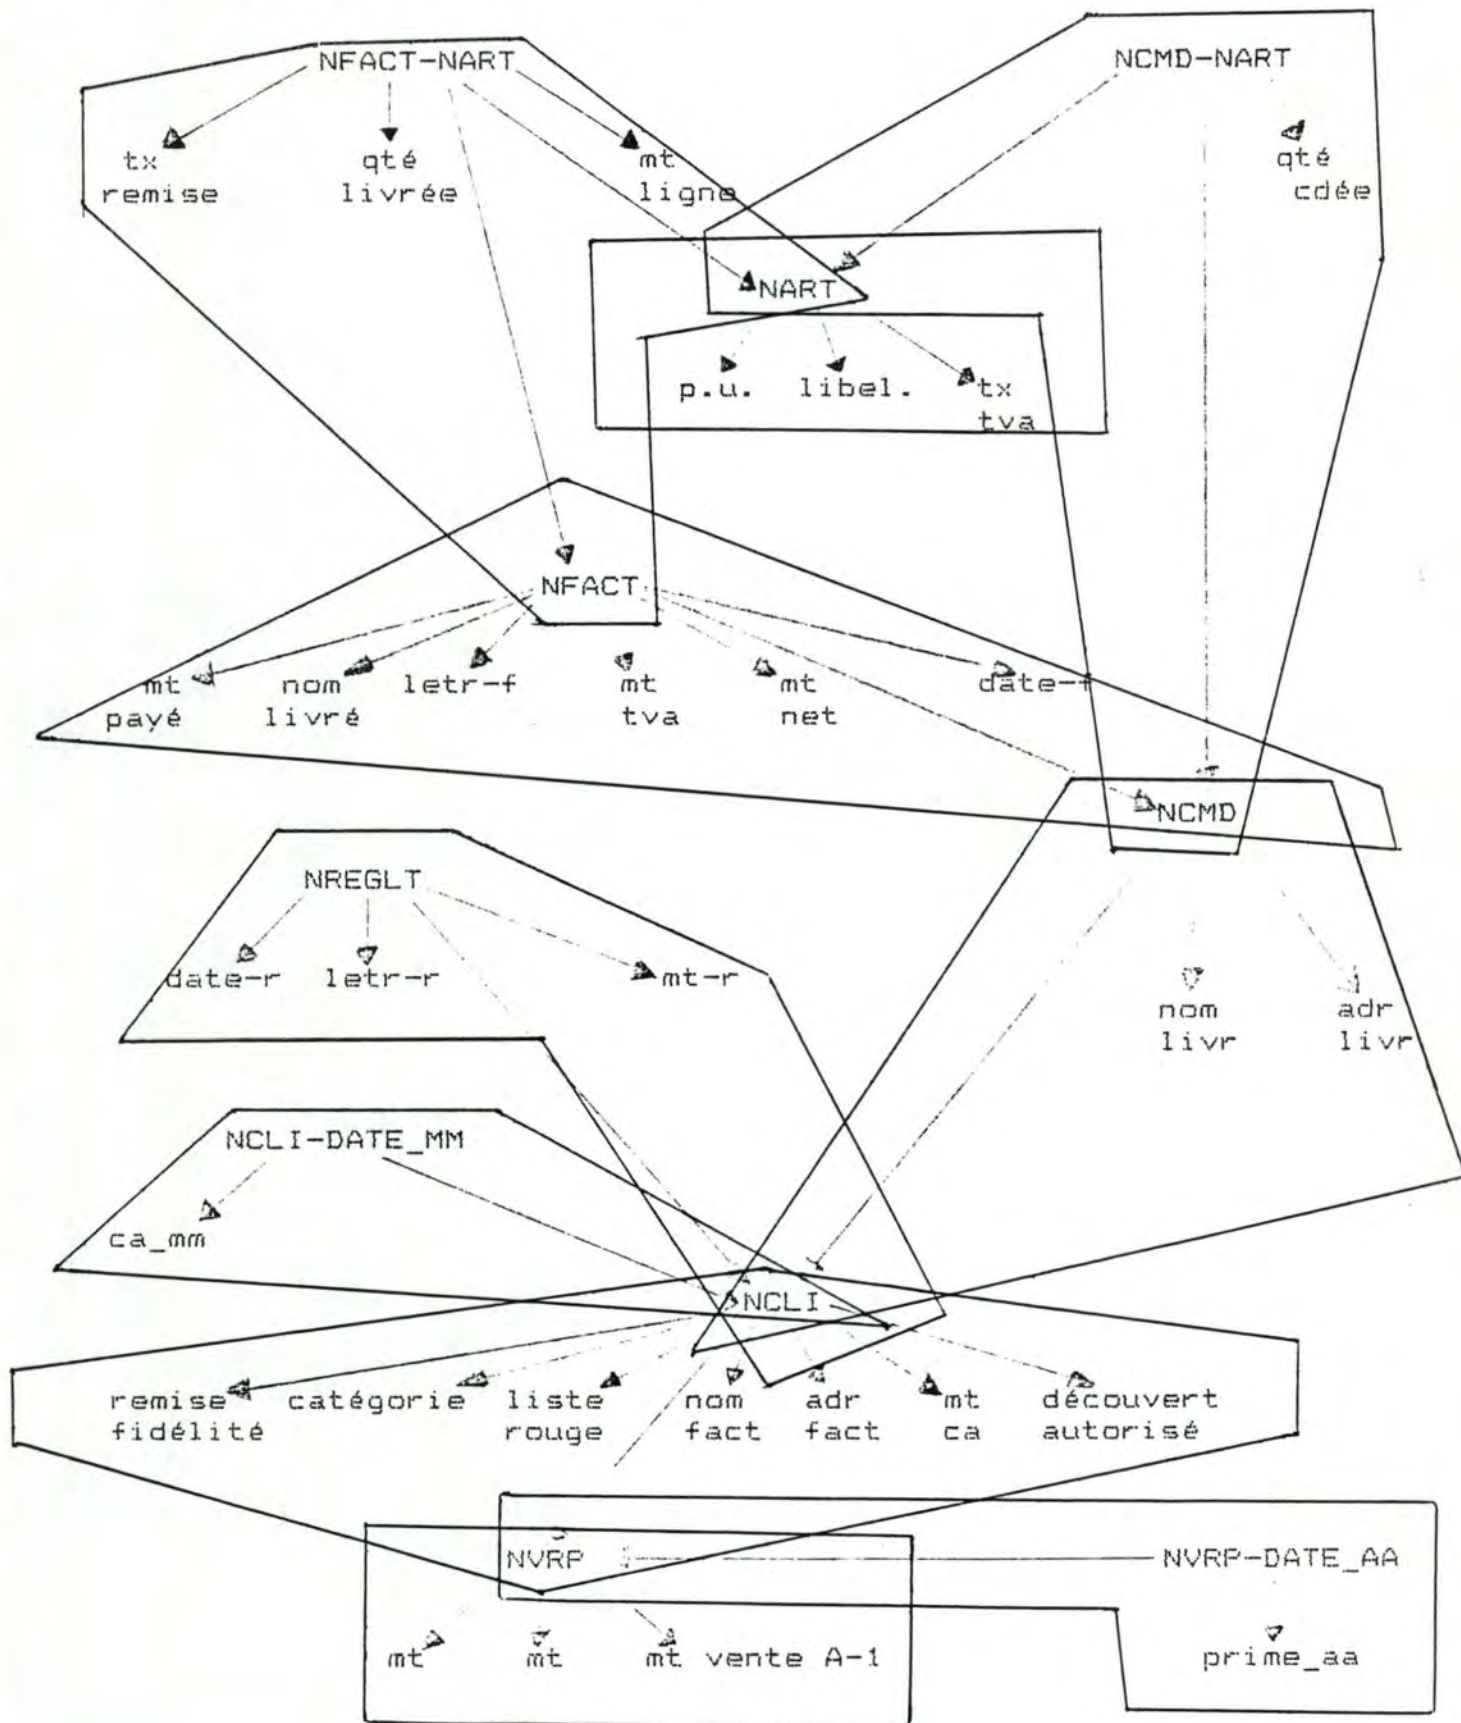 NFACT-NART NCMD-NART
tx qté mt qté
remise livrée ligne cdée
NART
p.u. libel. tx
tva
NFACT
mt nom letr-f mt mt date-f
payé livré tva net
NCMD
NREGLT
date-r letr-r mt-r nom adr
livr livr
NCLI-DATE_MM
ca_mm
NCLI
remise catégorie liste nom adr mt découvert
fidélité rouge fact fact ca autorisé
NVRP NVRP-DATE_AA
mt mt mt vente A-1 prime_aa